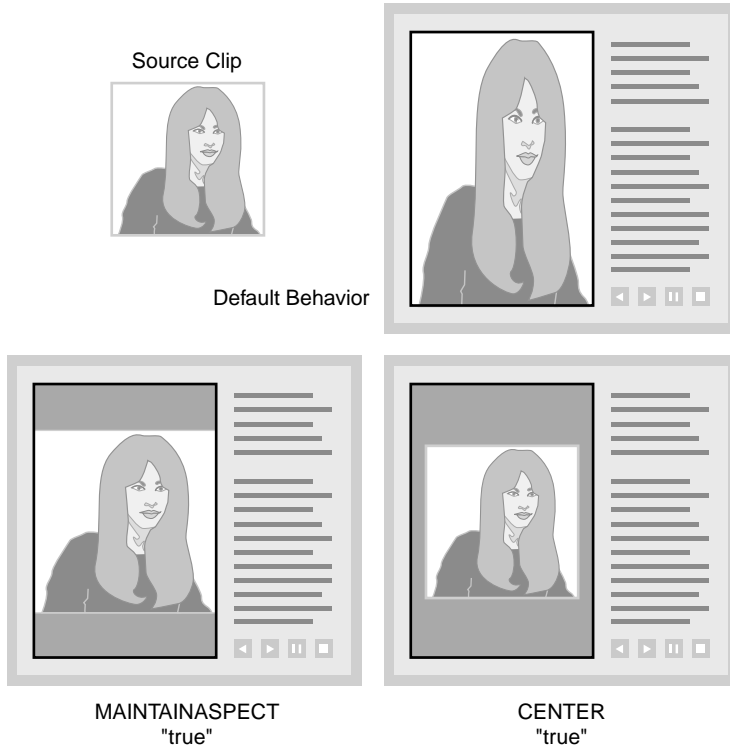 Source Clip
Default Behavior
MAINTAINASPECT
"true"
CENTER
"true"